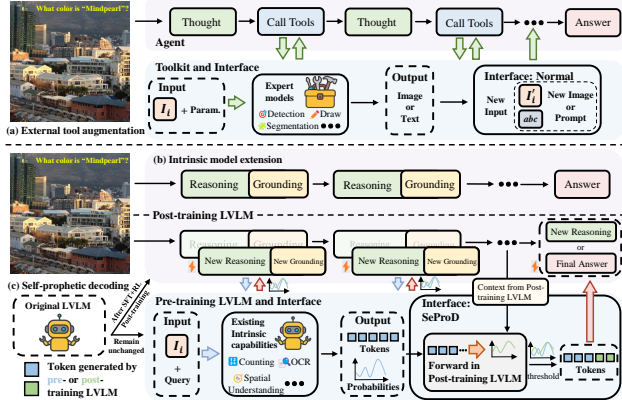 What color is "Mindpearl"?
Thought
Call Tools
Thought
Call Tools
Answer
Agent
Toolkit and Interface
Input
I_i + Param.
Expert
models
Detection
Draw
Segmentation
Output
Image
or
Text
Interface: Normal
New
Input
I'_i
abc
New Image
or
Prompt
(a) External tool augmentation
What color is "Mindpearl"?
(b) Intrinsic model extension
Reasoning
Grounding
Reasoning
Grounding
Answer
Post-training LVLM
Reasoning
Grounding
New Reasoning
New Grounding
New Reasoning
New Grounding
New Reasoning
or
Final Answer
(c) Self-prophetic decoding
Original LVLM
After SFT+RL
Post-training
Remain
unchanged
Token generated by
pre- or post-
training LVLM
Pre-training LVLM and Interface
Input
I_i
+
Query
Existing
Intrinsic
capabilities
Counting
OCR
Spatial
Understanding
Output
Tokens
Probabilities
Context from Post-
training LVLM
Interface:
SeProD
Forward in
Post-training LVLM
threshold
Tokens